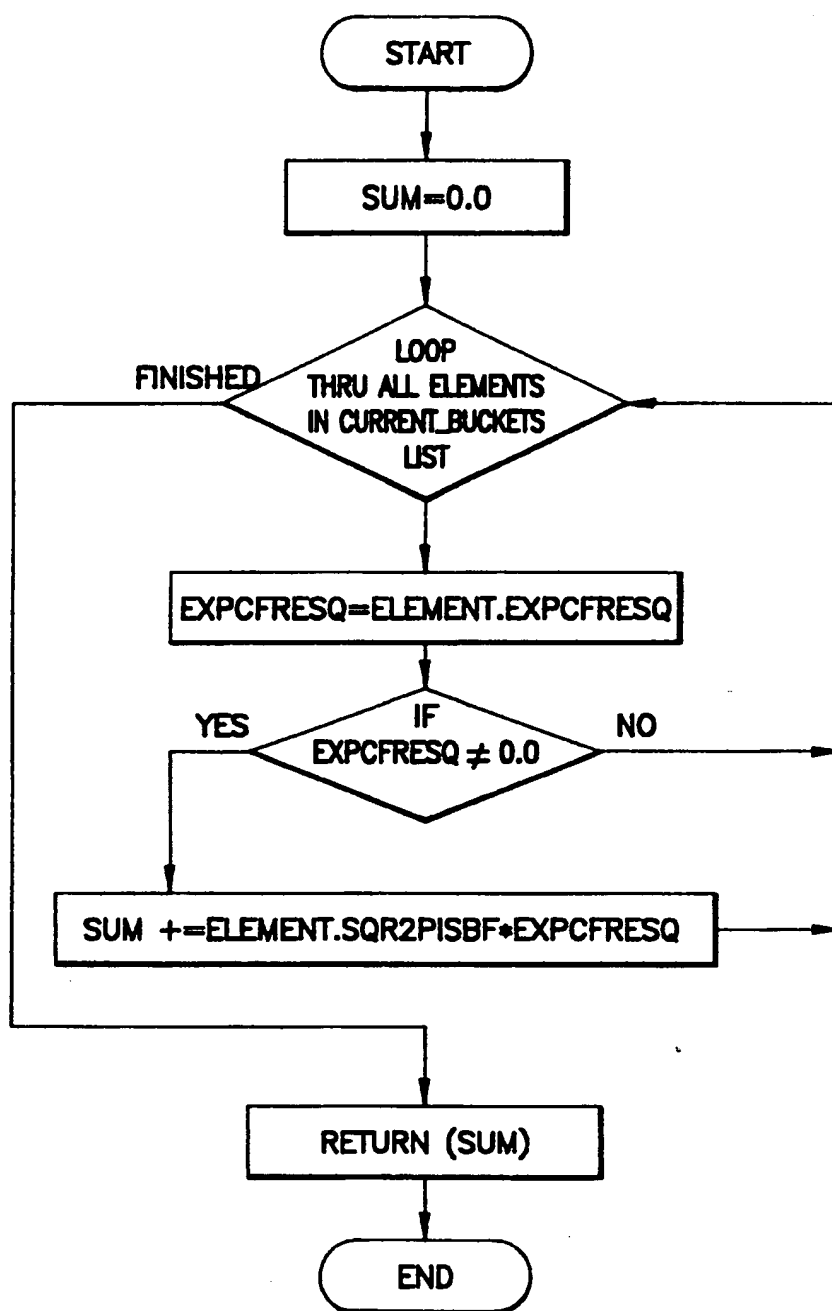 START
SUM=0.0
FINISHED
LOOP
THRU ALL ELEMENTS
IN CURRENT_BUCKETS
LIST
EXPCFRESQ=ELEMENT.EXPCFRESQ
YES
IF
EXPCFRESQ ≠ 0.0
NO
SUM +=ELEMENT.SQR2PISBF*EXPCFRESQ
RETURN (SUM)
END